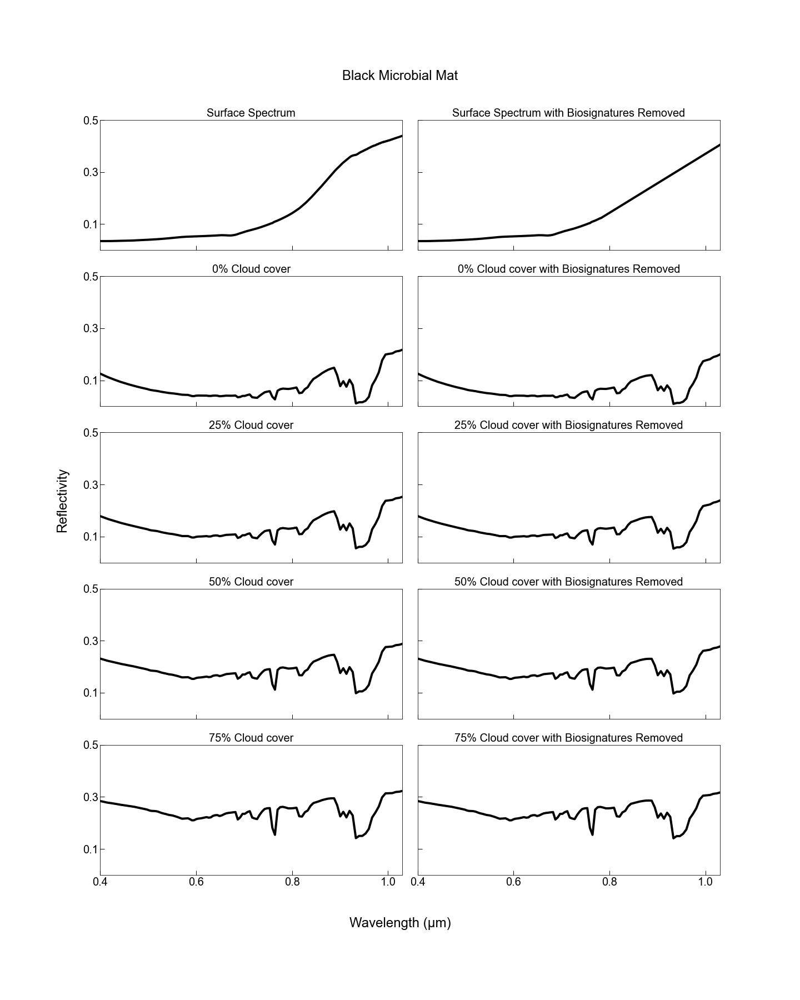 Black Microbial Mat
Surface Spectrum
Surface Spectrum with Biosignatures Removed
0.5
0.3
0.1
0% Cloud cover
0% Cloud cover with Biosignatures Removed
0.5
0.3
0.1
25% Cloud cover
25% Cloud cover with Biosignatures Removed
0.5
0.3
0.1
Reflectivity
50% Cloud cover
50% Cloud cover with Biosignatures Removed
0.5
0.3
0.1
75% Cloud cover
75% Cloud cover with Biosignatures Removed
0.5
0.3
0.1
0.4 0.6 0.8 1.0 0.4 0.6 0.8 1.0
Wavelength (μm)